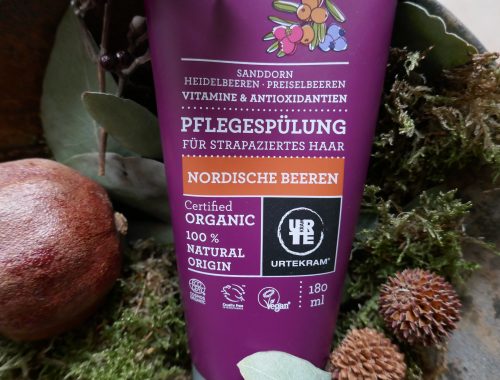 SANDDORN
HEIDELBEEREN · PREISELBEEREN
VITAMINE & ANTIOXIDANTIEN
PFLEGESPÜLUNG
FÜR STRAPAZIERTES HAAR
NORDISCHE BEEREN
Certified
ORGANIC
100 %
NATURAL
ORIGIN
URTE
URTEKRAM
Vegan
180
ml